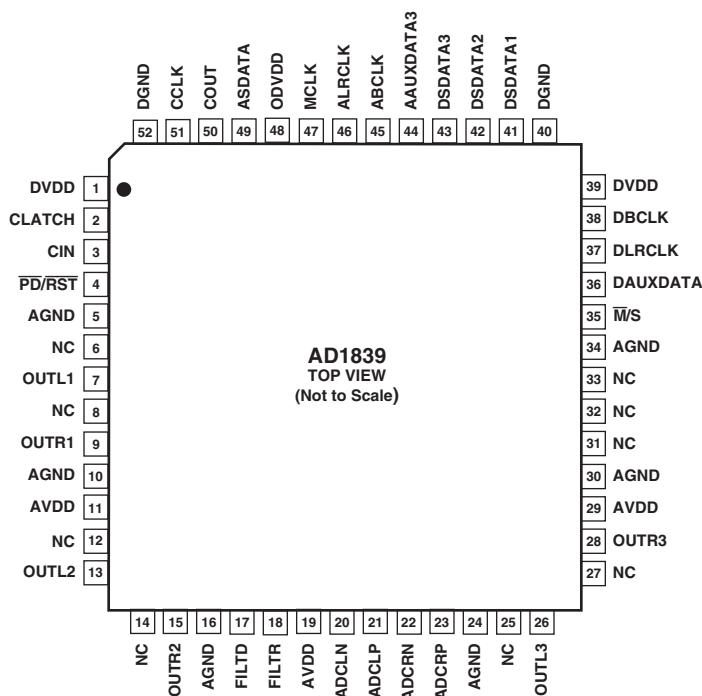 DGND
CCLK
COUT
ASDATA
ODVDD
MCLK
ALRCLK
ABCLK
AAUXDATA3
DSDATA3
DSDATA2
DSDATA1
DGND
52 51 50 49 48 47 46 45 44 43 42 41 40
DVDD 1
CLATCH 2
CIN 3
PD/RST 4
AGND 5
NC 6
OUTL1 7
NC 8
OUTR1 9
AGND 10
AVDD 11
NC 12
OUTL2 13
AD1839
TOP VIEW
(Not to Scale)
39 DVDD
38 DBCLK
37 DLRCLK
36 DAUXDATA
35 M/S
34 AGND
33 NC
32 NC
31 NC
30 AGND
29 AVDD
28 OUTR3
27 NC
14 15 16 17 18 19 20 21 22 23 24 25 26
NC
OUTR2
AGND
FILTD
FILTR
AVDD
ADCLN
ADCLP
ADCRN
ADCRP
AGND
NC
OUTL3